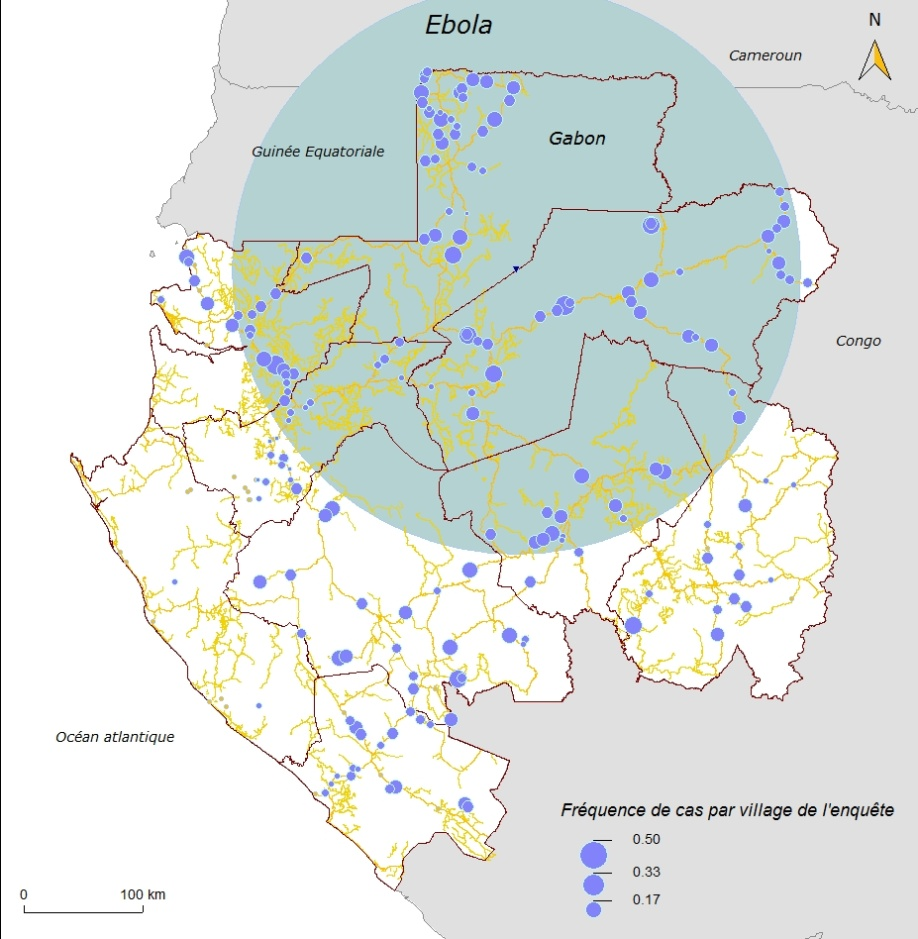 Ebola
N
Cameroun
Gabon
Guinée Equatoriale
Congo
Océan atlantique
Fréquence de cas par village de l'enquête
0.50
0.33
0.17
0 100 km